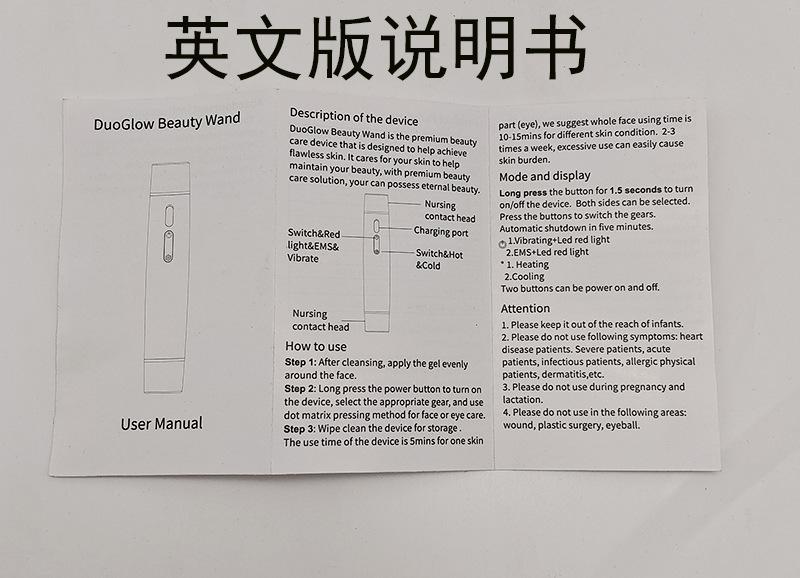 英文版说明书
DuoGlow Beauty Wand
User Manual
Description of the device
DuoGlow Beauty Wand is the premium beauty
care device that is designed to help achieve
flawless skin. It cares for your skin to help
maintain your beauty, with premium beauty
care solution, your can possess eternal beauty.
Nursing
contact head
Charging port
Switch&Red
light&EMS&
Vibrate
Switch&Hot
&Cold
Nursing
contact head
How to use
Step 1: After cleansing, apply the gel evenly
around the face.
Step 2: Long press the power button to turn on
the device, select the appropriate gear, and use
dot matrix pressing method for face or eye care.
Step 3: Wipe clean the device for storage .
The use time of the device is 5mins for one skin
part (eye), we suggest whole face using time is
10-15mins for different skin condition. 2-3
times a week, excessive use can easily cause
skin burden.
Mode and display
Long press the button for 1.5 seconds to turn
on/off the device. Both sides can be selected.
Press the buttons to switch the gears.
Automatic shutdown in five minutes.
1.Vibrating+Led red light
2.EMS+Led red light
* 1. Heating
2.Cooling
Two buttons can be power on and off.
Attention
1. Please keep it out of the reach of infants.
2. Please do not use following symptoms: heart
disease patients. Severe patients, acute
patients, infectious patients, allergic physical
patients, dermatitis,etc.
3. Please do not use during pregnancy and
lactation.
4. Please do not use in the following areas:
wound, plastic surgery, eyeball.